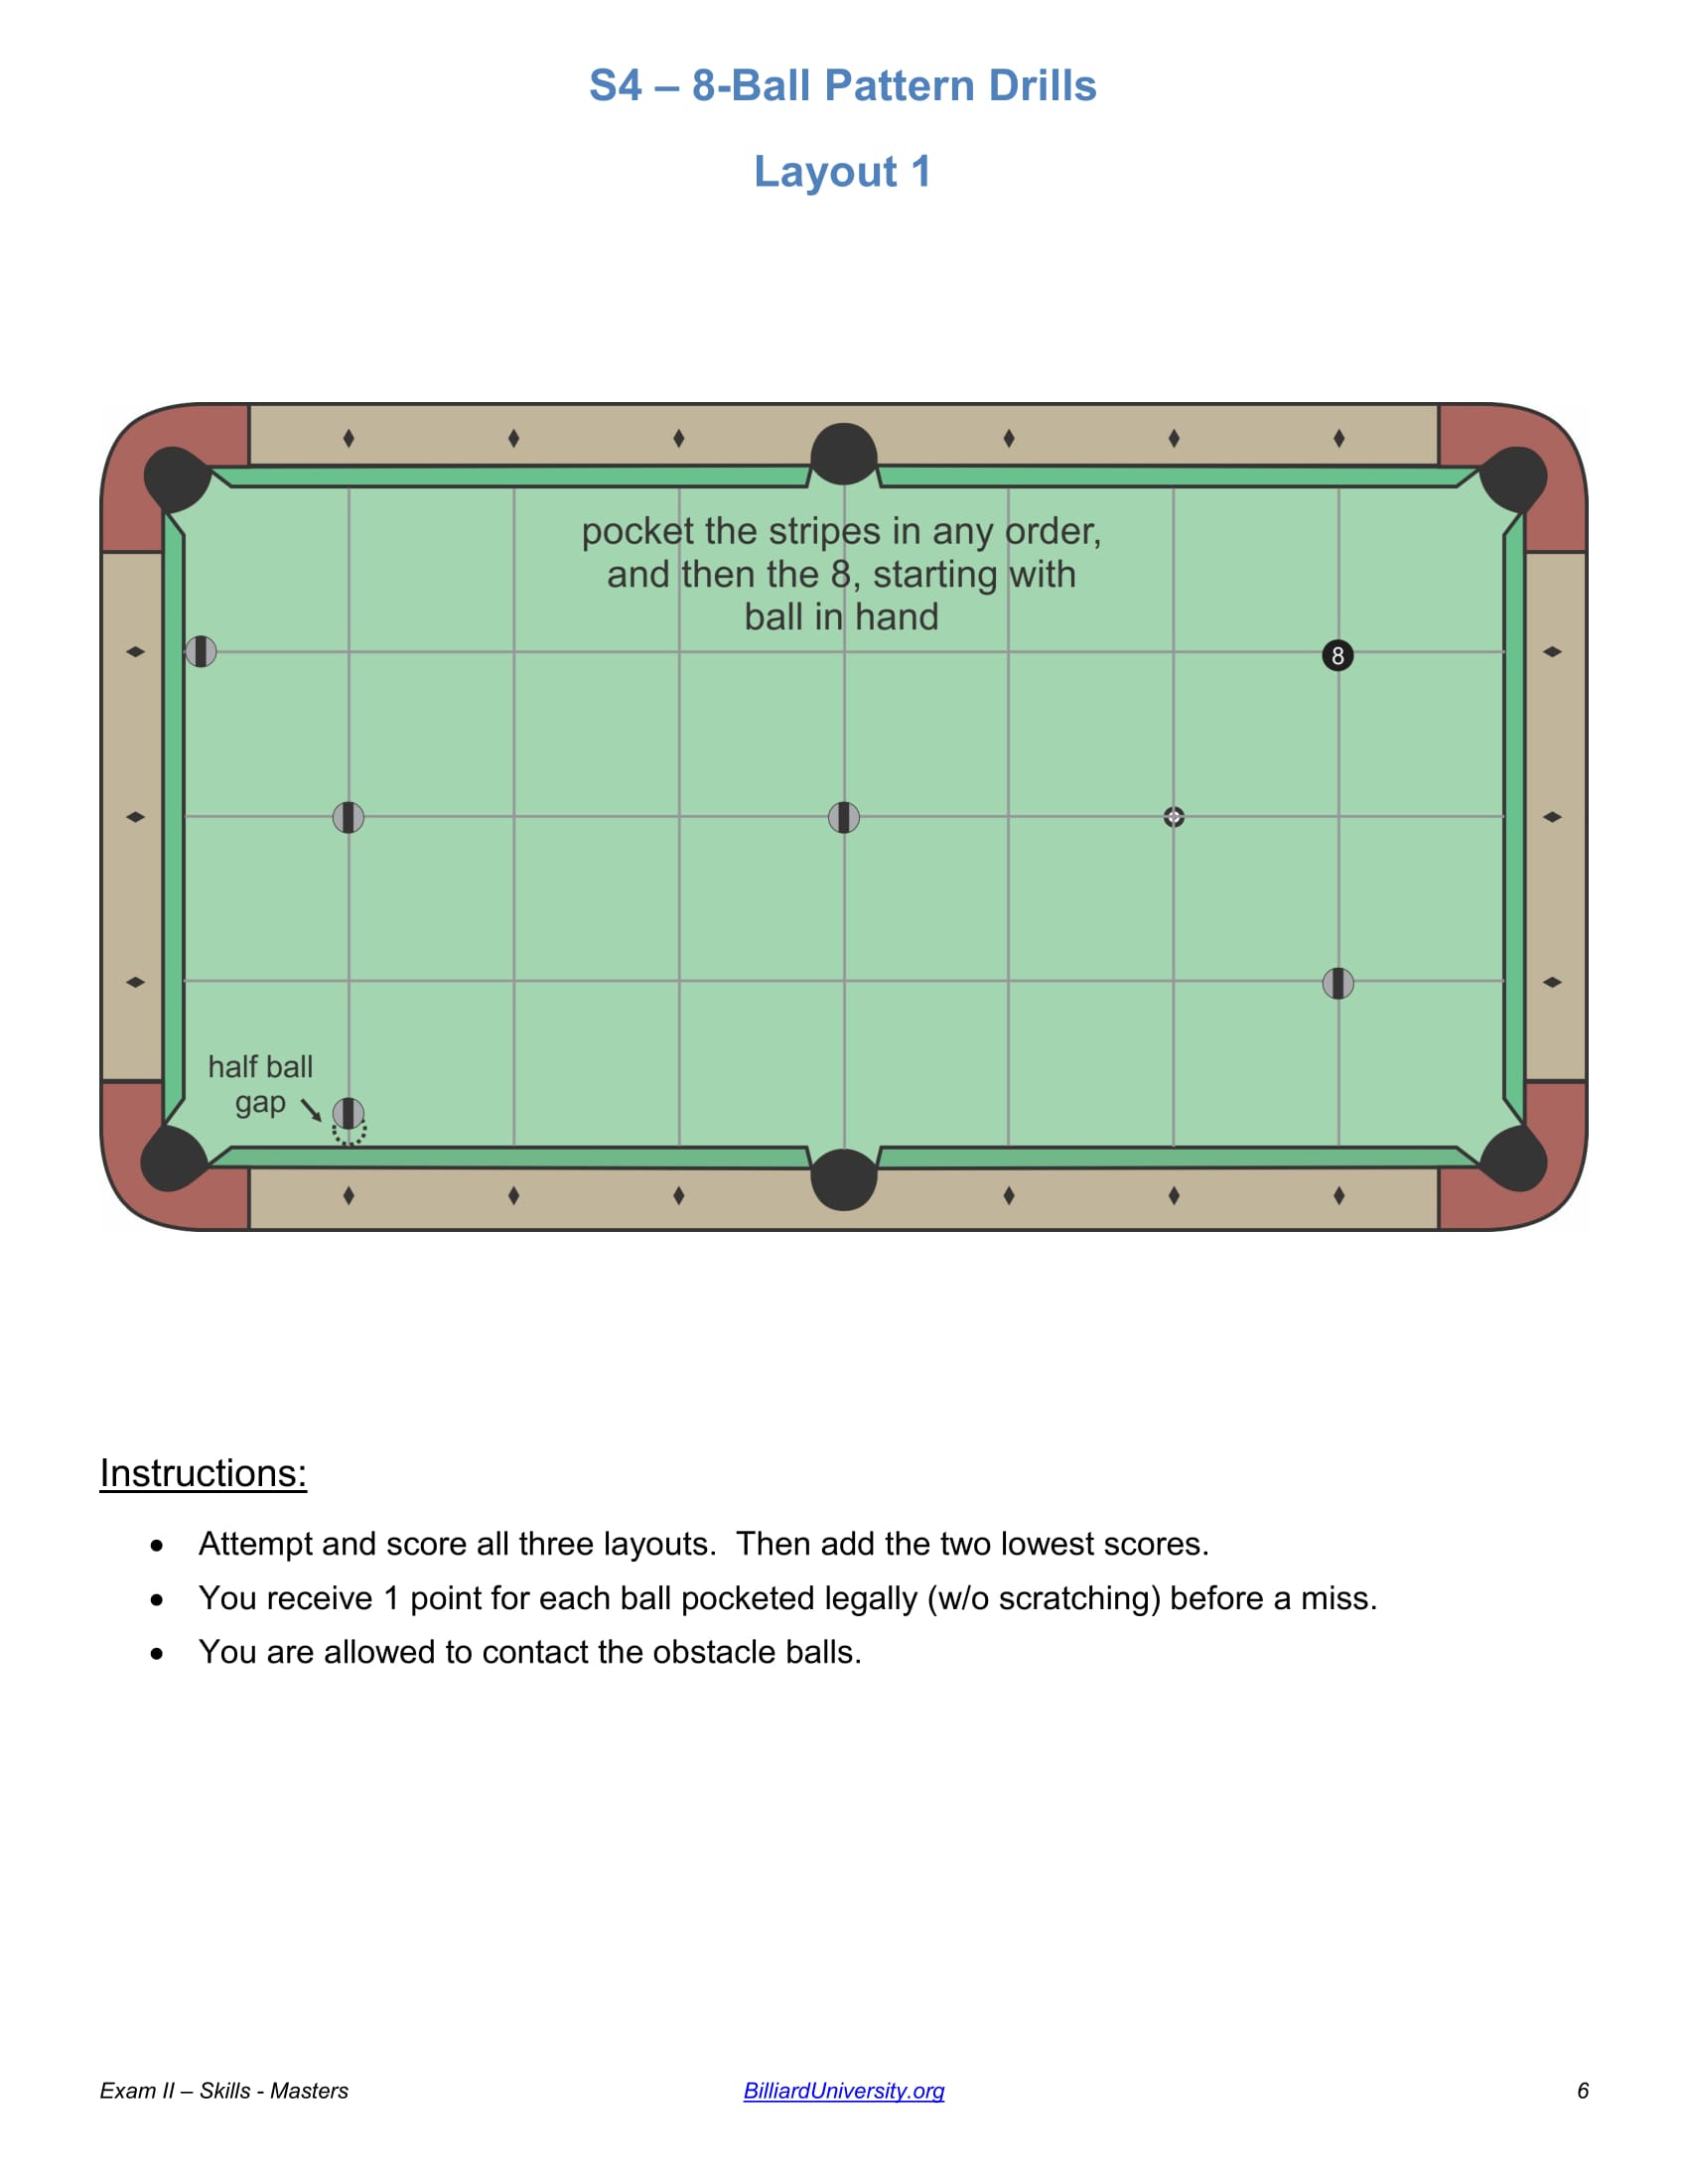 S4 – 8-Ball Pattern Drills
Layout 1
pocket the stripes in any order,
and then the 8, starting with
ball in hand
8
half ball
gap
Instructions:
• Attempt and score all three layouts.  Then add the two lowest scores.
• You receive 1 point for each ball pocketed legally (w/o scratching) before a miss.
• You are allowed to contact the obstacle balls.
Exam II – Skills - Masters
BilliardUniversity.org
6